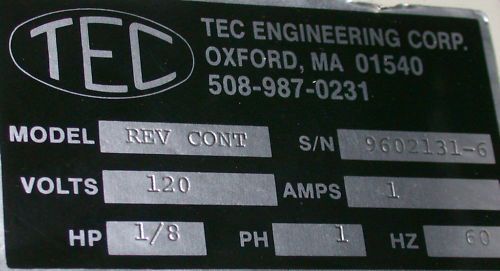 TEC
TEC ENGINEERING CORP.
OXFORD, MA 01540
508-987-0231
MODEL REV CONT S/N 9602131-6
VOLTS 120 AMPS 1
HP 1/8 PH 1 HZ 60